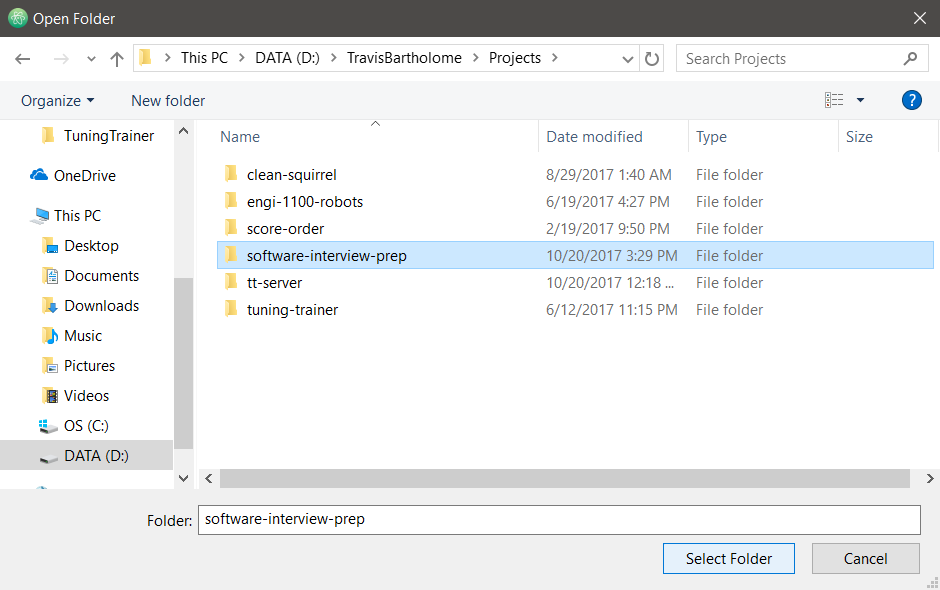 Open Folder
This PC DATA (D:) TravisBartholome Projects
Search Projects
Organize New folder
?
TuningTrainer
OneDrive
This PC
Desktop
Documents
Downloads
Music
Pictures
Videos
OS (C:)
DATA (D:)
Name Date modified Type Size
clean-squirrel 8/29/2017 1:40 AM File folder
engi-1100-robots 6/19/2017 4:27 PM File folder
score-order 2/19/2017 9:50 PM File folder
software-interview-prep 10/20/2017 3:29 PM File folder
tt-server 10/20/2017 12:18 ... File folder
tuning-trainer 6/12/2017 11:15 PM File folder
Folder: software-interview-prep
Select Folder Cancel